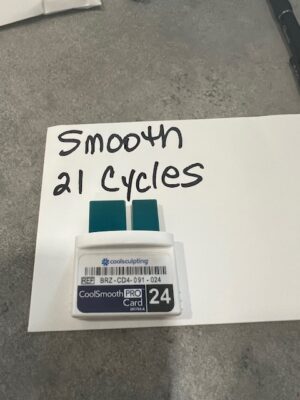 Smooth
21 Cycles
coolsculpting
REF BRZ-CD4-091-024
CoolSmooth PRO
Card 24